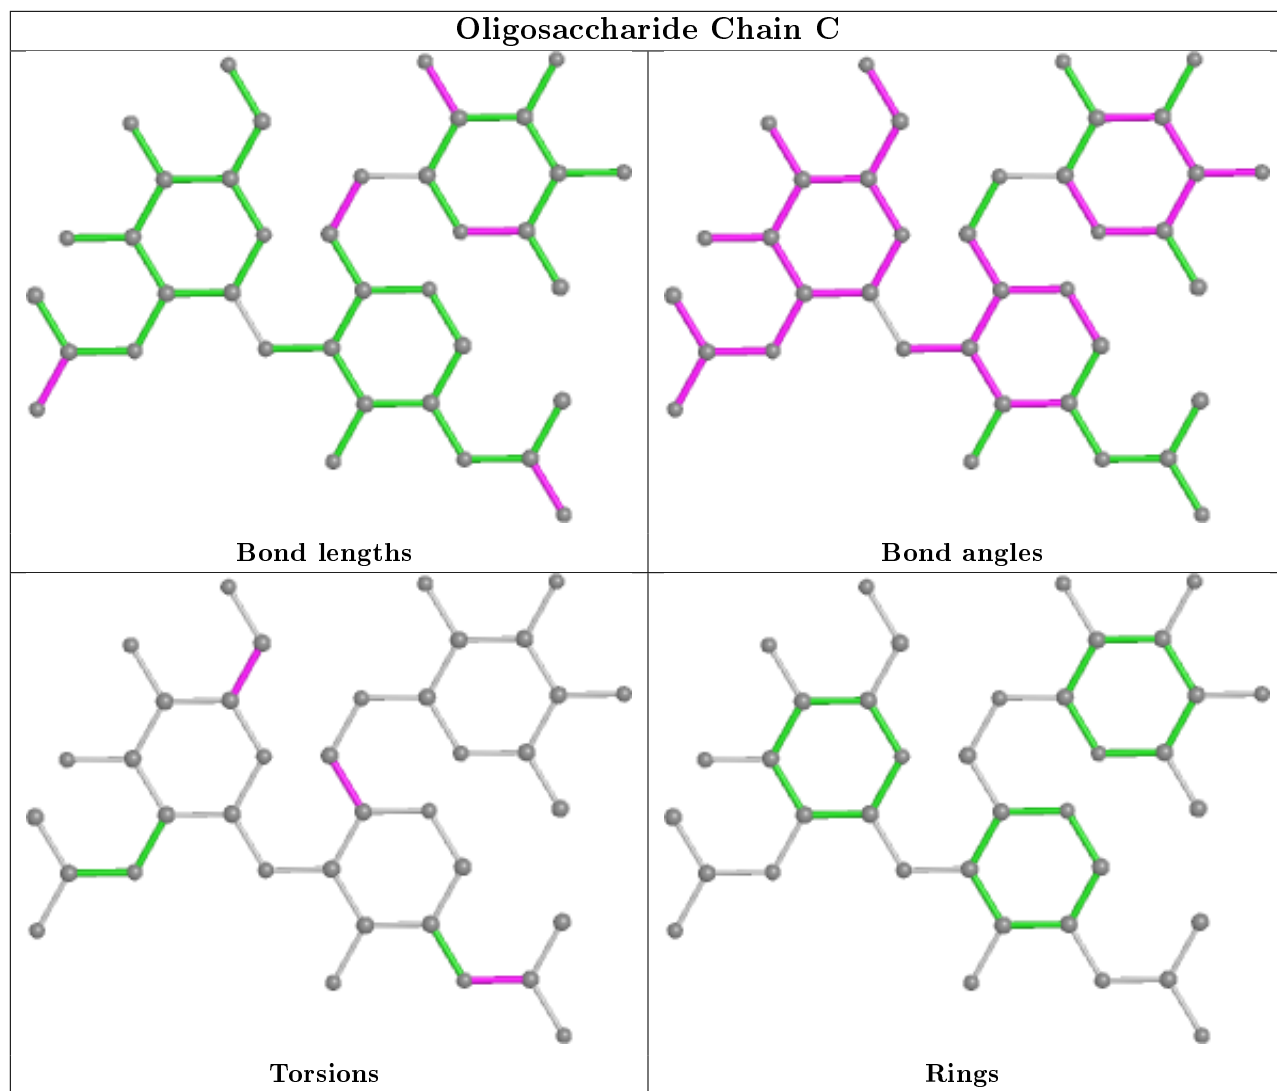 Oligosaccharide Chain C
Bond lengths
Bond angles
Torsions
Rings